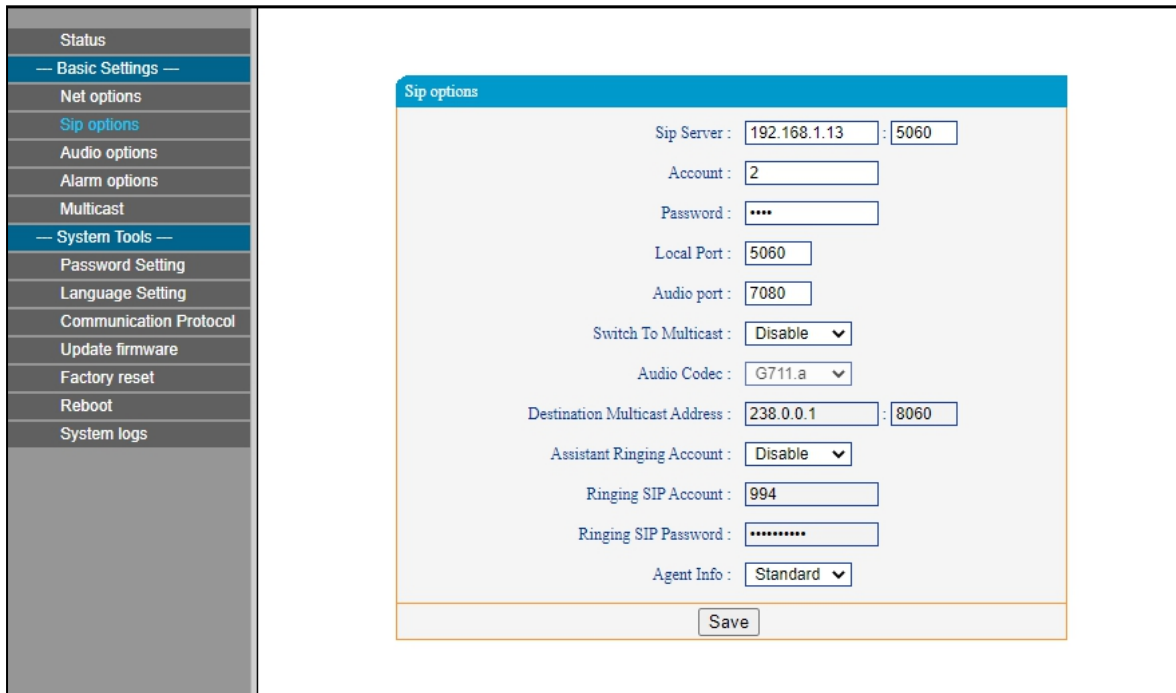 Status
— Basic Settings —
Net options
Sip options
Audio options
Alarm options
Multicast
— System Tools —
Password Setting
Language Setting
Communication Protocol
Update firmware
Factory reset
Reboot
System logs
Sip options
Sip Server : 192.168.1.13 : 5060
Account : 2
Password : ••••
Local Port : 5060
Audio port : 7080
Switch To Multicast : Disable
Audio Codec : G711.a
Destination Multicast Address : 238.0.0.1 : 8060
Assistant Ringing Account : Disable
Ringing SIP Account : 994
Ringing SIP Password : ••••••••••
Agent Info : Standard
Save